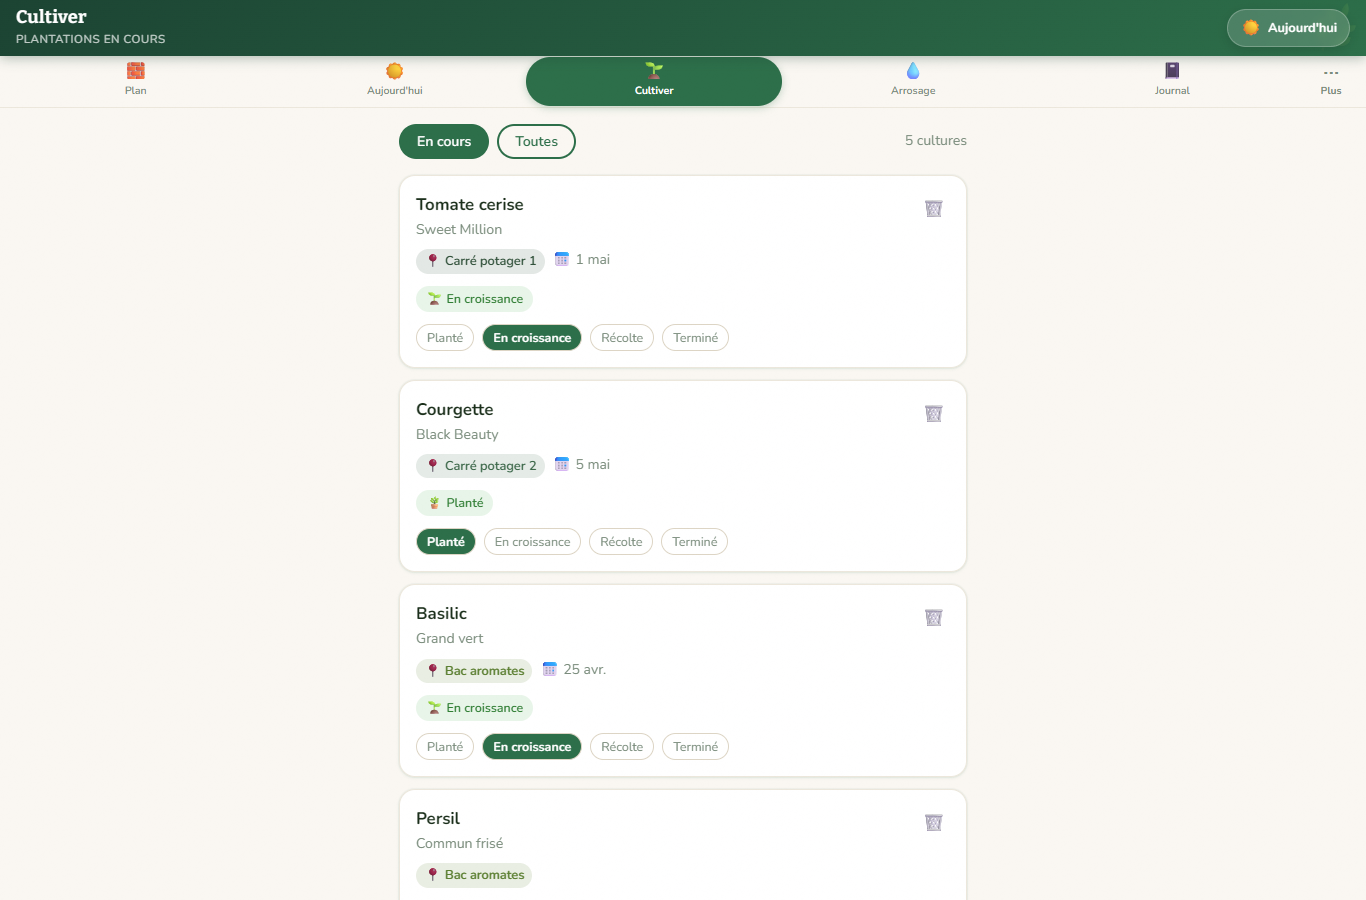 Cultiver
PLANTATIONS EN COURS
Aujourd'hui
Plan
Aujourd'hui
Cultiver
Arrosage
Journal
Plus
En cours
Toutes
5 cultures
Tomate cerise
Sweet Million
Carré potager 1
1 mai
En croissance
Planté
En croissance
Récolte
Terminé
Courgette
Black Beauty
Carré potager 2
5 mai
Planté
Planté
En croissance
Récolte
Terminé
Basilic
Grand vert
Bac aromates
25 avr.
En croissance
Planté
En croissance
Récolte
Terminé
Persil
Commun frisé
Bac aromates